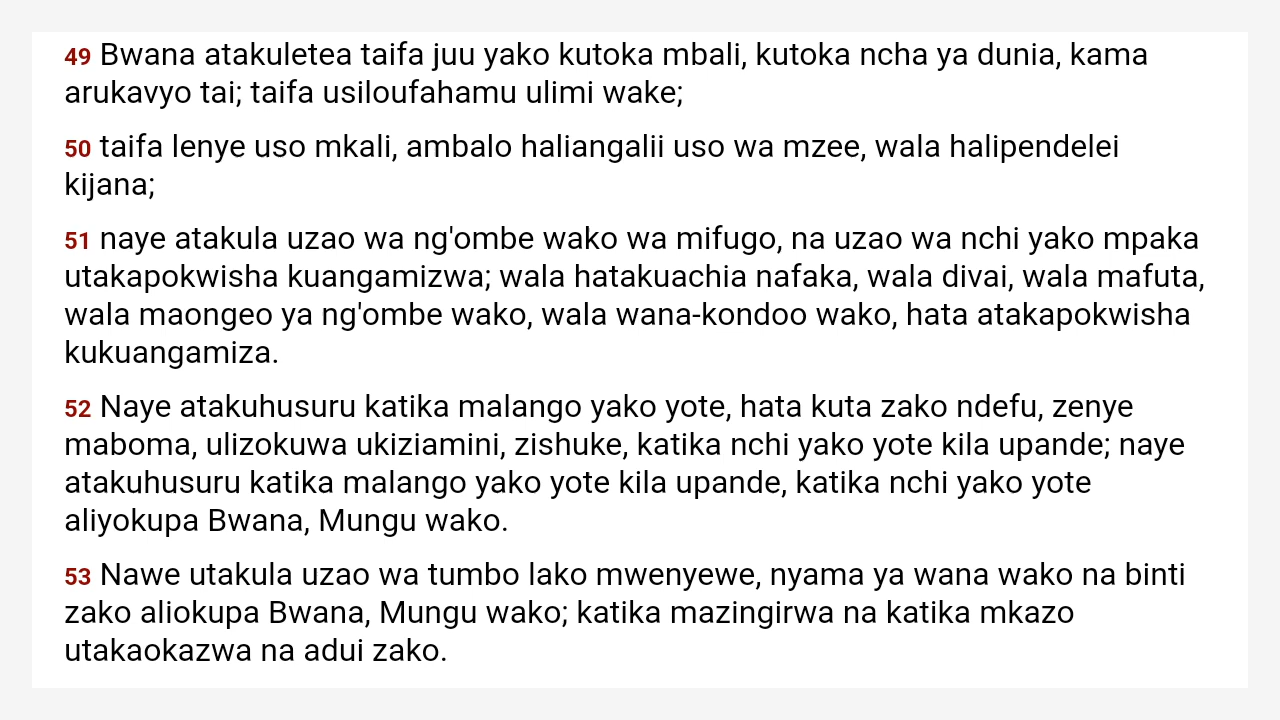 49 Bwana atakuletea taifa juu yako kutoka mbali, kutoka ncha ya dunia, kama
arukavyo tai; taifa usiloufahamu ulimi wake;
50 taifa lenye uso mkali, ambalo haliangalii uso wa mzee, wala halipendelei
kijana;
51 naye atakula uzao wa ng'ombe wako wa mifugo, na uzao wa nchi yako mpaka
utakapokwisha kuangamizwa; wala hatakuachia nafaka, wala divai, wala mafuta,
wala maongeo ya ng'ombe wako, wala wana-kondoo wako, hata atakapokwisha
kukuangamiza.
52 Naye atakuhusuru katika malango yako yote, hata kuta zako ndefu, zenye
maboma, ulizokuwa ukiziamini, zishuke, katika nchi yako yote kila upande; naye
atakuhusuru katika malango yako yote kila upande, katika nchi yako yote
aliyokupa Bwana, Mungu wako.
53 Nawe utakula uzao wa tumbo lako mwenyewe, nyama ya wana wako na binti
zako aliokupa Bwana, Mungu wako; katika mazingirwa na katika mkazo
utakaokazwa na adui zako.